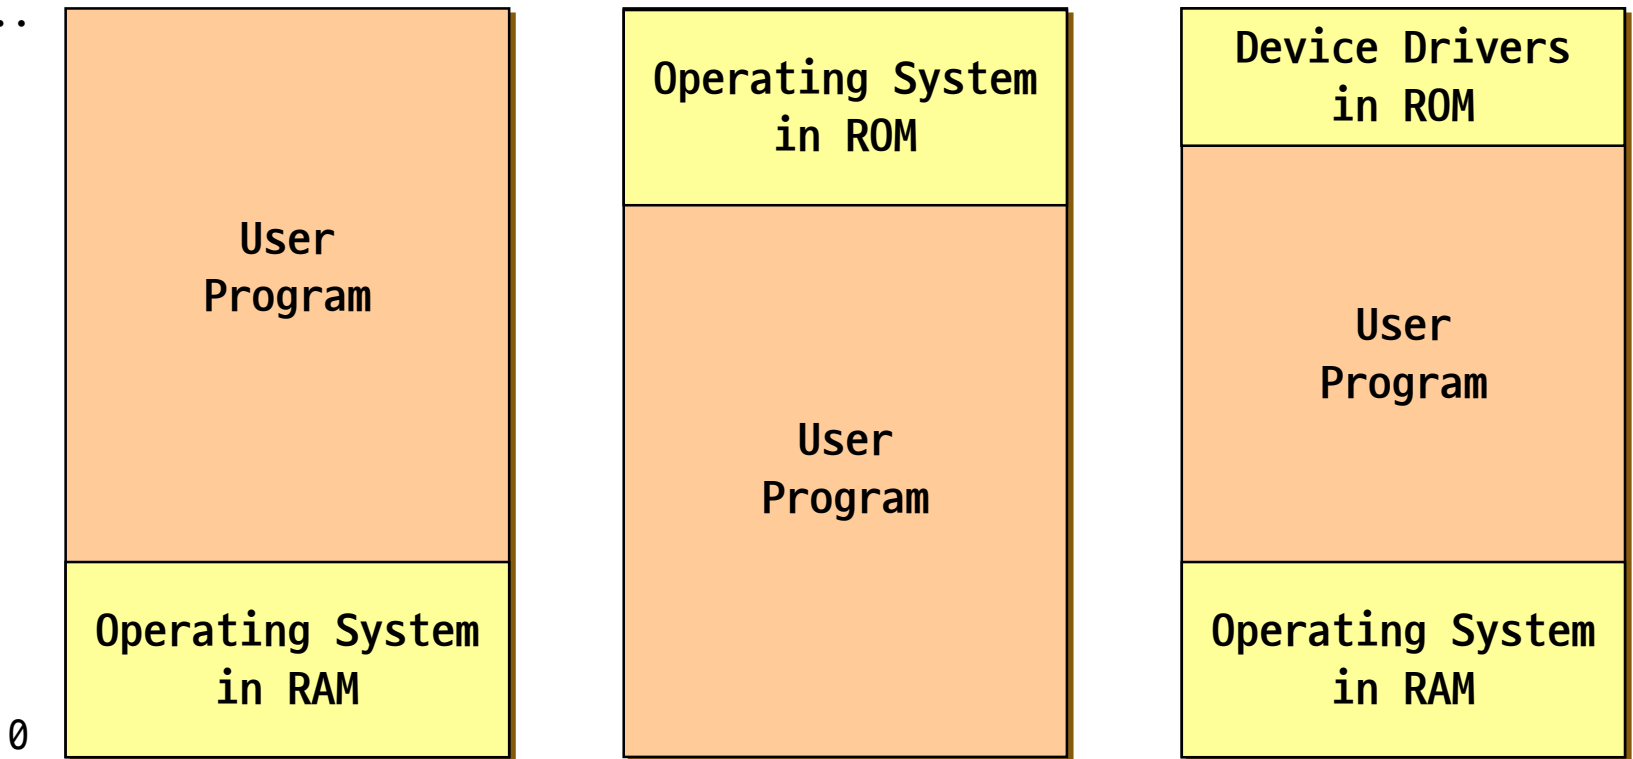 ..
User
Program
Operating System
in RAM
0
Operating System
in ROM
User
Program
Device Drivers
in ROM
User
Program
Operating System
in RAM